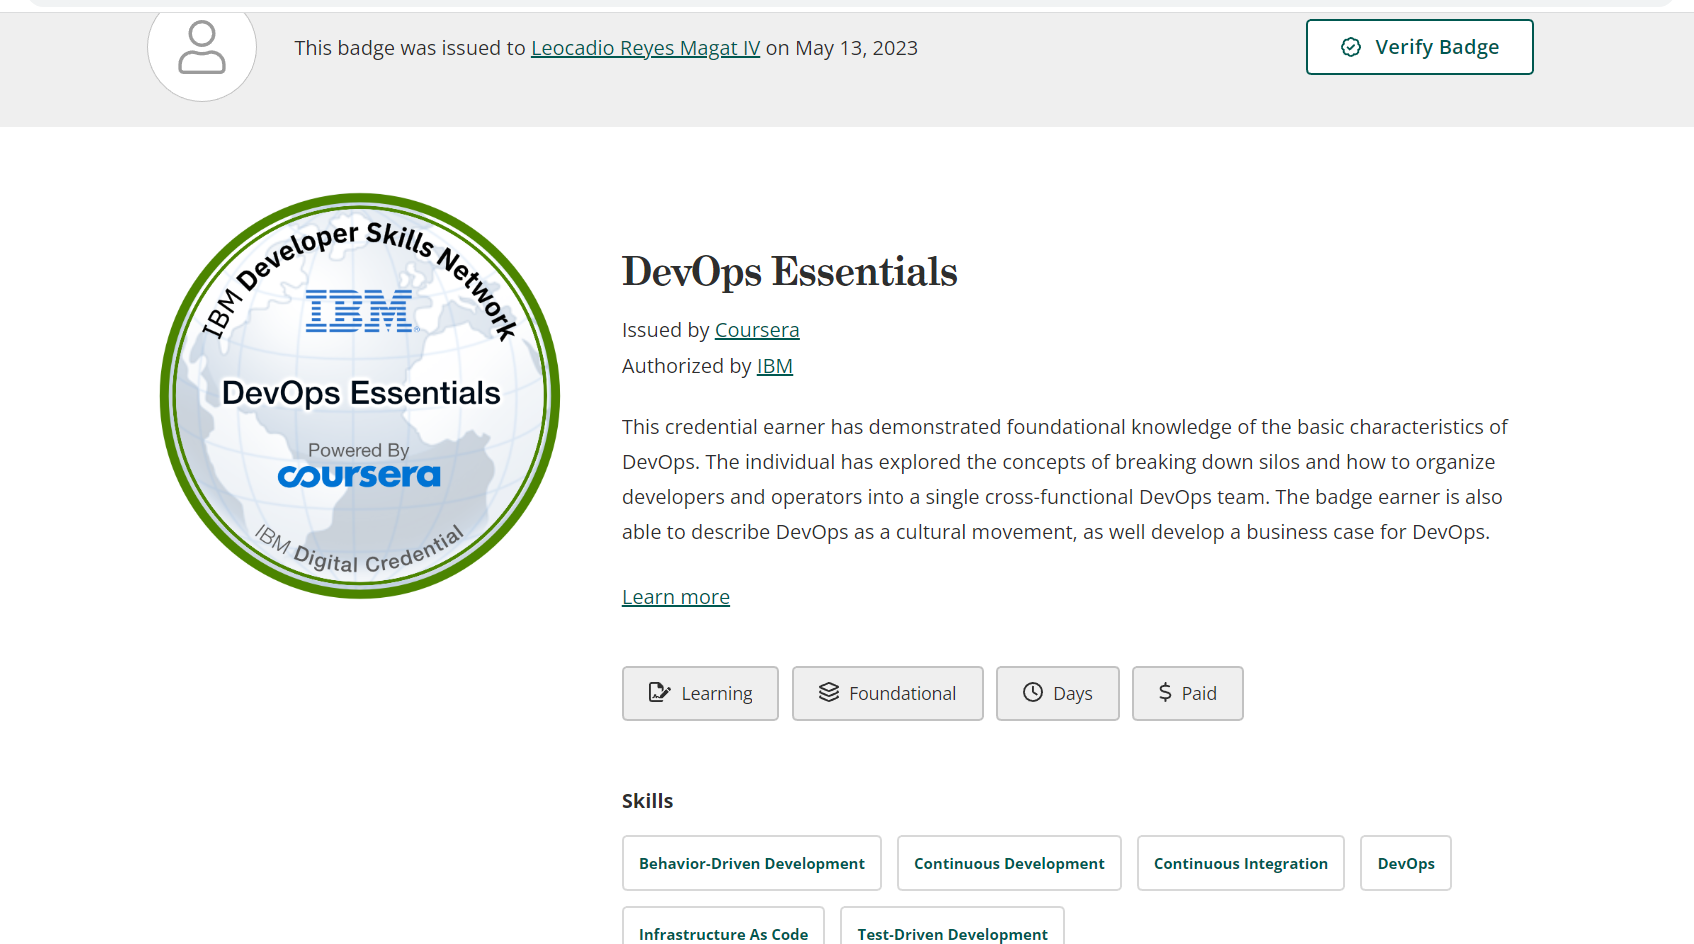 This badge was issued to Leocadio Reyes Magat IV on May 13, 2023
Verify Badge
IBM Developer Skills Network
IBM®
DevOps Essentials
Powered By
coursera
IBM Digital Credential
DevOps Essentials
Issued by Coursera
Authorized by IBM
This credential earner has demonstrated foundational knowledge of the basic characteristics of
DevOps. The individual has explored the concepts of breaking down silos and how to organize
developers and operators into a single cross-functional DevOps team. The badge earner is also
able to describe DevOps as a cultural movement, as well develop a business case for DevOps.
Learn more
Learning Foundational Days $ Paid
Skills
Behavior-Driven Development Continuous Development Continuous Integration DevOps
Infrastructure As Code Test-Driven Development